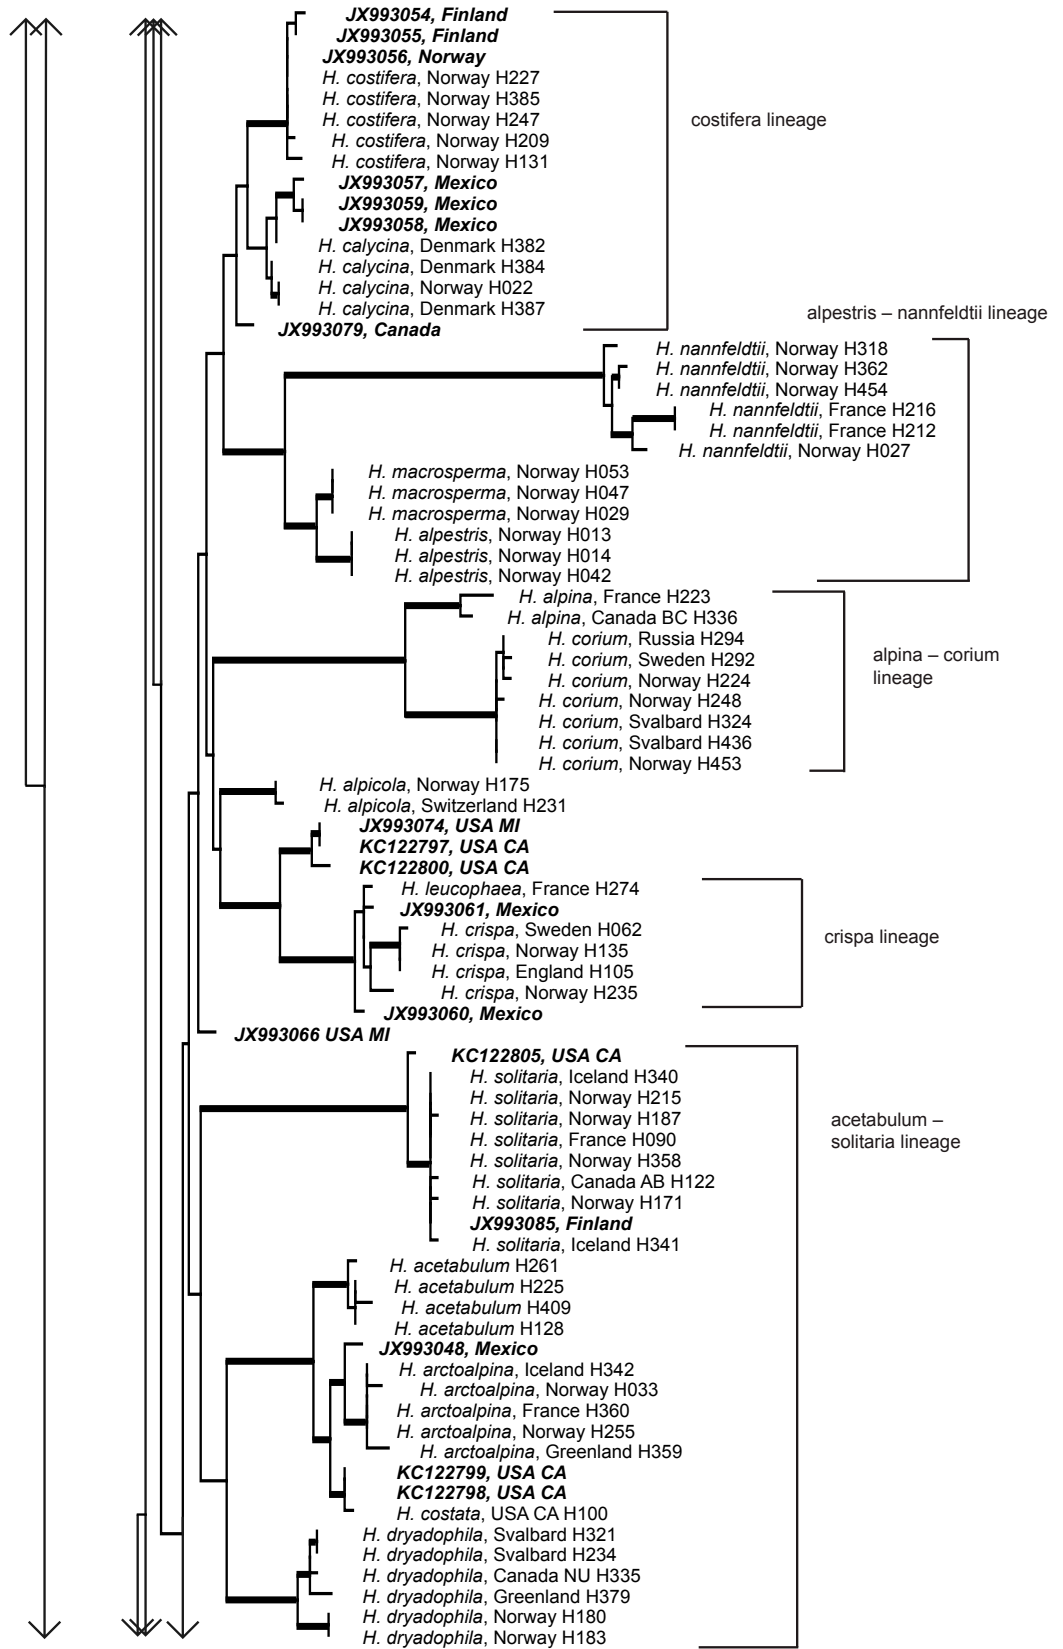 JX993054, Finland
JX993055, Finland
JX993056, Norway
H. costifera, Norway H227
H. costifera, Norway H385
H. costifera, Norway H247
costifera lineage
H. costifera, Norway H209
H. costifera, Norway H131
JX993057, Mexico
JX993059, Mexico
JX993058, Mexico
H. calycina, Denmark H382
H. calycina, Denmark H384
H. calycina, Norway H022
H. calycina, Denmark H387
alpestris – nannfeldtii lineage
JX993079, Canada
H. nannfeldtii, Norway H318
H. nannfeldtii, Norway H362
H. nannfeldtii, Norway H454
H. nannfeldtii, France H216
H. nannfeldtii, France H212
H. nannfeldtii, Norway H027
H. macrosperma, Norway H053
H. macrosperma, Norway H047
H. macrosperma, Norway H029
H. alpestris, Norway H013
H. alpestris, Norway H014
H. alpestris, Norway H042
H. alpina, France H223
H. alpina, Canada BC H336
H. corium, Russia H294
H. corium, Sweden H292
H. corium, Norway H224
alpina – corium
lineage
H. corium, Norway H248
H. corium, Svalbard H324
H. corium, Svalbard H436
H. corium, Norway H453
H. alpicola, Norway H175
H. alpicola, Switzerland H231
JX993074, USA MI
KC122797, USA CA
KC122800, USA CA
H. leucophaea, France H274
JX993061, Mexico
H. crispa, Sweden H062
crispa lineage
H. crispa, Norway H135
H. crispa, England H105
H. crispa, Norway H235
JX993060, Mexico
JX993066 USA MI
KC122805, USA CA
H. solitaria, Iceland H340
H. solitaria, Norway H215
H. solitaria, Norway H187
acetabulum –
solitaria lineage
H. solitaria, France H090
H. solitaria, Norway H358
H. solitaria, Canada AB H122
H. solitaria, Norway H171
JX993085, Finland
H. solitaria, Iceland H341
H. acetabulum H261
H. acetabulum H225
H. acetabulum H409
H. acetabulum H128
JX993048, Mexico
H. arctoalpina, Iceland H342
H. arctoalpina, Norway H033
H. arctoalpina, France H360
H. arctoalpina, Norway H255
H. arctoalpina, Greenland H359
KC122799, USA CA
KC122798, USA CA
H. costata, USA CA H100
H. dryadophila, Svalbard H321
H. dryadophila, Svalbard H234
H. dryadophila, Canada NU H335
H. dryadophila, Greenland H379
H. dryadophila, Norway H180
H. dryadophila, Norway H183